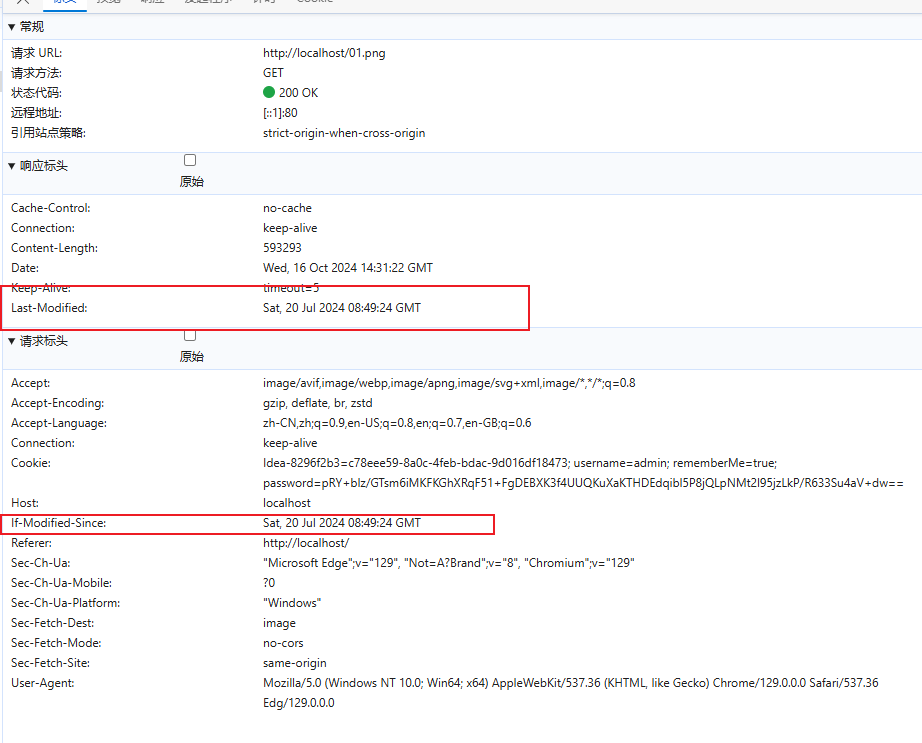 ▼ 常规
请求 URL: http://localhost/01.png
请求方法: GET
状态代码: 200 OK
远程地址: [::1]:80
引用站点策略: strict-origin-when-cross-origin
▼ 响应标头
原始
Cache-Control: no-cache
Connection: keep-alive
Content-Length: 593293
Date: Wed, 16 Oct 2024 14:31:22 GMT
Keep-Alive: timeout=5
Last-Modified: Sat, 20 Jul 2024 08:49:24 GMT
▼ 请求标头
原始
Accept: image/avif,image/webp,image/apng,image/svg+xml,image/*,*/*;q=0.8
Accept-Encoding: gzip, deflate, br, zstd
Accept-Language: zh-CN,zh;q=0.9,en-US;q=0.8,en;q=0.7,en-GB;q=0.6
Connection: keep-alive
Cookie: Idea-8296f2b3=c78eee59-8a0c-4feb-bdac-9d016df18473; username=admin; rememberMe=true;
password=pRY+blz/GTsm6iMKFKGhXRqF51+FgDEBXK3f4UUQKuXaKTHDEdqibl5P8jQLpNMt2I95jzLkP/R633Su4aV+dw==
Host: localhost
If-Modified-Since: Sat, 20 Jul 2024 08:49:24 GMT
Referer: http://localhost/
Sec-Ch-Ua: "Microsoft Edge";v="129", "Not=A?Brand";v="8", "Chromium";v="129"
Sec-Ch-Ua-Mobile: ?0
Sec-Ch-Ua-Platform: "Windows"
Sec-Fetch-Dest: image
Sec-Fetch-Mode: no-cors
Sec-Fetch-Site: same-origin
User-Agent: Mozilla/5.0 (Windows NT 10.0; Win64; x64) AppleWebKit/537.36 (KHTML, like Gecko) Chrome/129.0.0.0 Safari/537.36
Edg/129.0.0.0